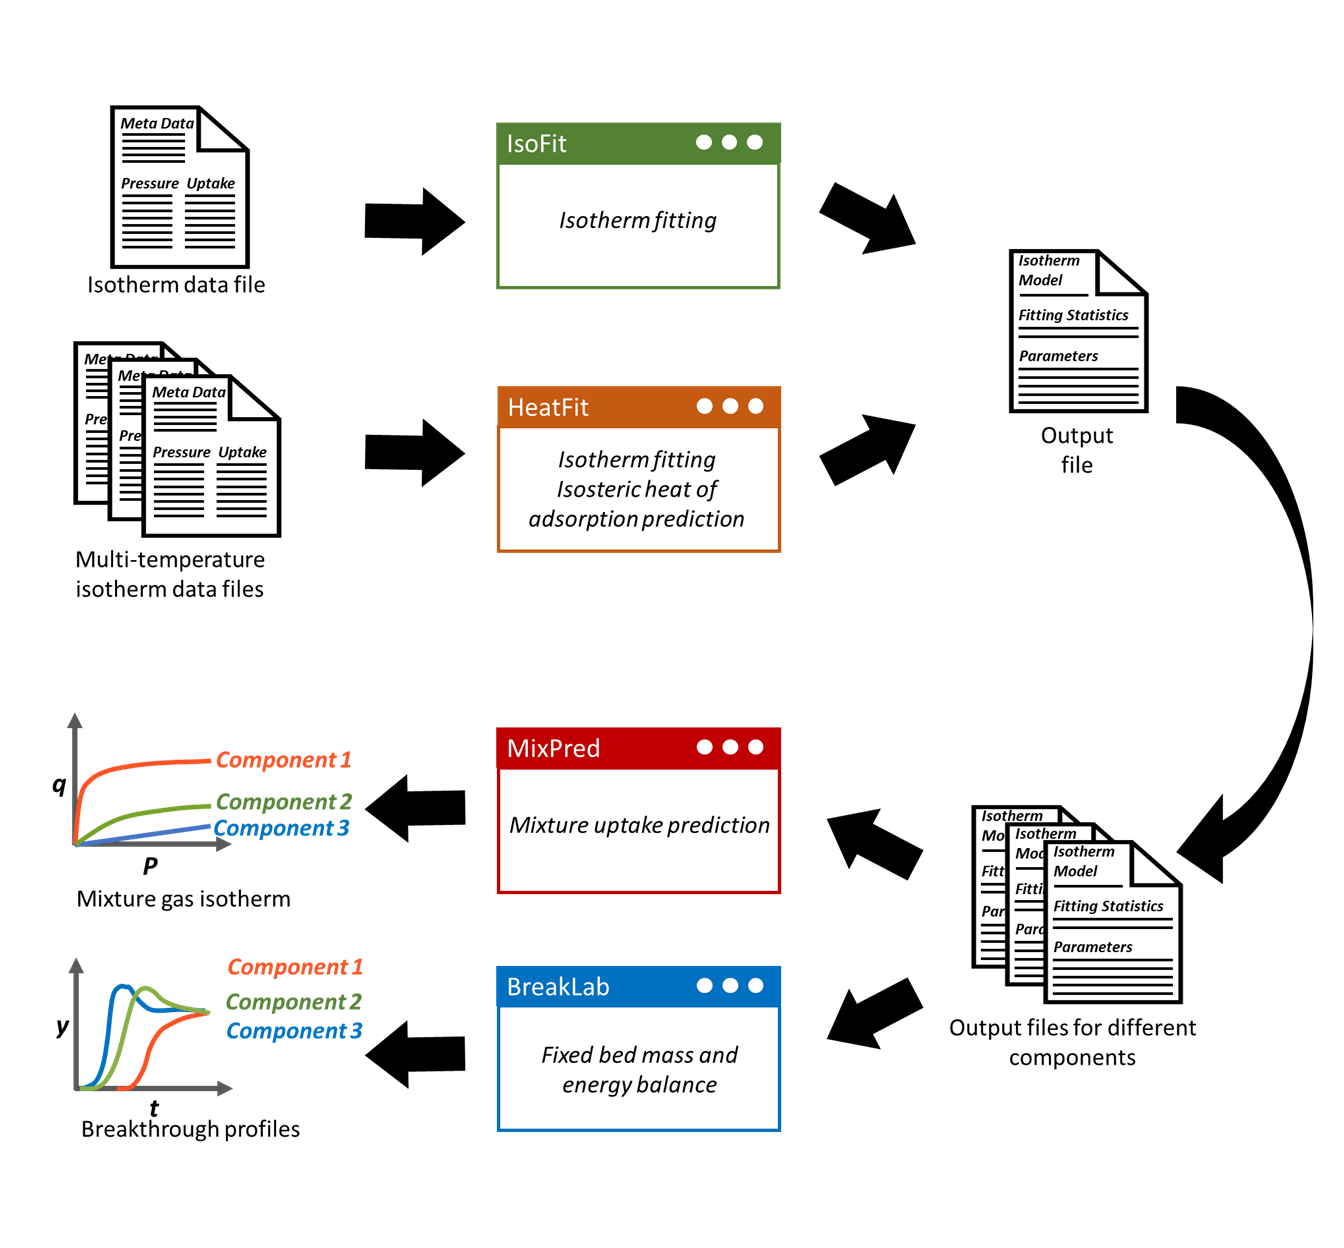 Meta Data
Pressure Uptake
Isotherm data file
IsoFit
Isotherm fitting
Isotherm
Model
Fitting Statistics
Parameters
Output
file
Meta Data
Meta Data
Meta Data
Pre
Pre
Pressure Uptake
Multi-temperature
isotherm data files
HeatFit
Isotherm fitting
Isosteric heat of
adsorption prediction
q
Component 1
Component 2
Component 3
P
Mixture gas isotherm
MixPred
Mixture uptake prediction
Isotherm
Mo
Fitt
Par
Isotherm
Mod
Fitti
Para
Isotherm
Model
Fitting Statistics
Parameters
Output files for different
components
y
Component 1
Component 2
Component 3
t
Breakthrough profiles
BreakLab
Fixed bed mass and
energy balance